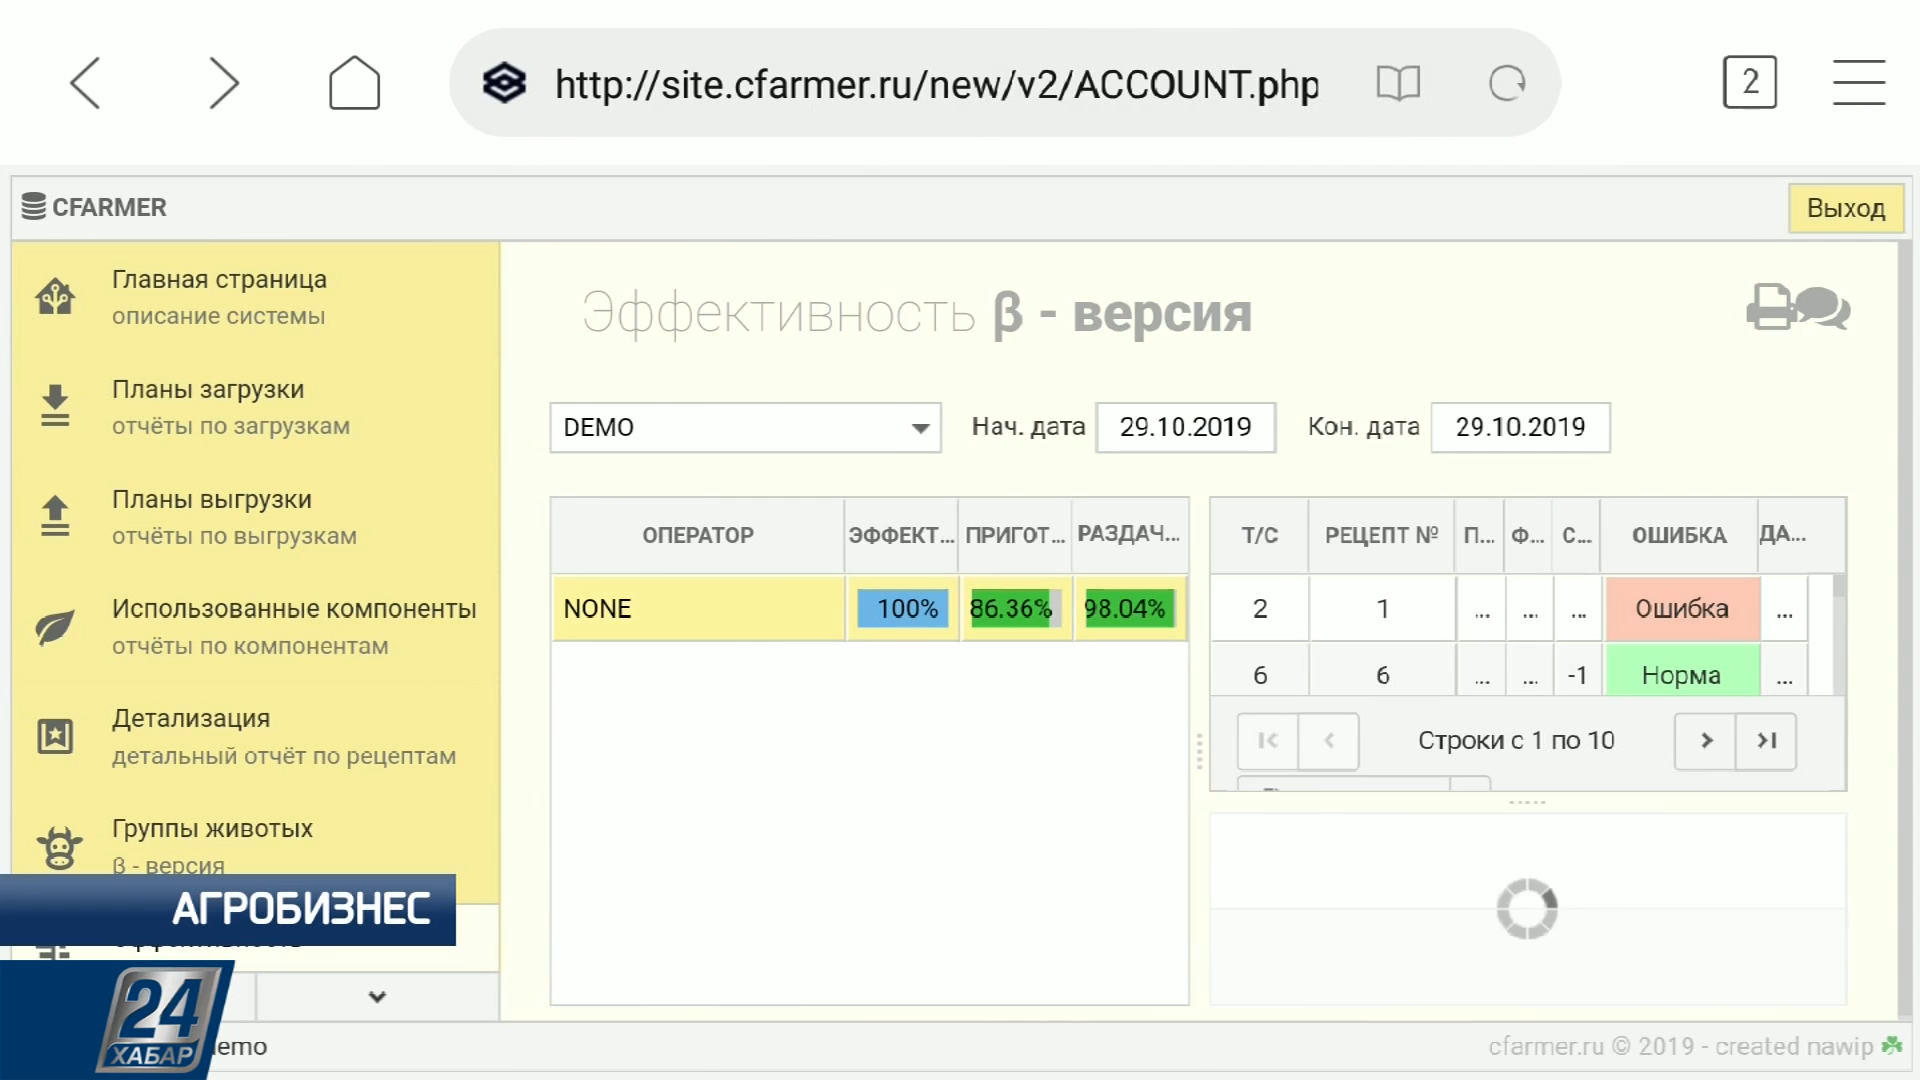 http://site.cfarmer.ru/new/v2/ACCOUNT.php
2
CFARMER
Выход
Главная страница
описание системы
Планы загрузки
отчёты по загрузкам
Планы выгрузки
отчёты по выгрузкам
Использованные компоненты
отчёты по компонентам
Детализация
детальный отчёт по рецептам
Группы животых
β - версия
Эффективность β - версия
DEMO
Нач. дата 29.10.2019
Кон. дата 29.10.2019
ОПЕРАТОР ЭФФЕКТ... ПРИГОТ... РАЗДАЧ...
NONE 100% 86.36% 98.04%
Т/С РЕЦЕПТ № П... Ф... С... ОШИБКА ДА...
2 1 ... ... ... Ошибка ...
6 6 ... ... -1 Норма ...
Строки с 1 по 10
АГРОБИЗНЕС
24
ХАБАР
cfarmer.ru © 2019 - created nawip